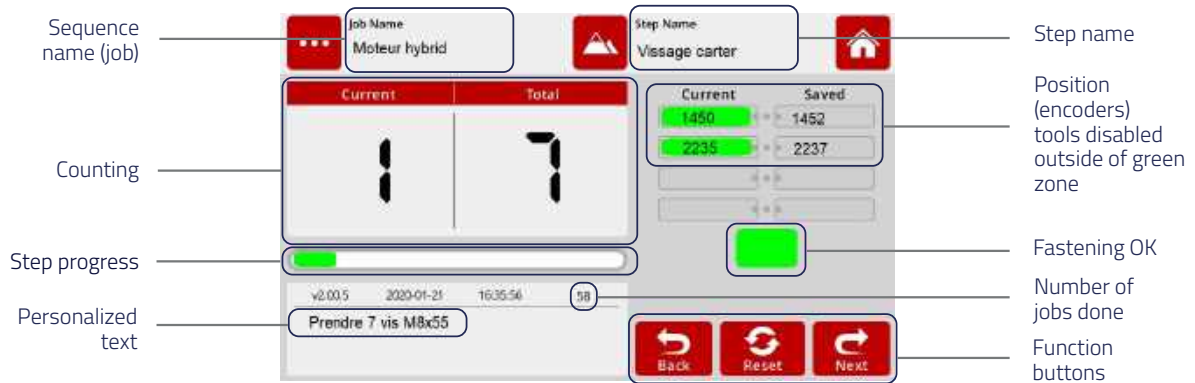 Sequence
name (job)
Counting
Step progress
Personalized
text
Job Name
Moteur hybrid
Step Name
Vissage carter
Current Total
1 7
Current Saved
1450 1452
2235 2237
v2.00.5 2020-01-21 16:35:56 58
Prendre 7 vis M8x55
Back Reset Next
Step name
Position
(encoders)
tools disabled
outside of green
zone
Fastening OK
Number of
jobs done
Function
buttons